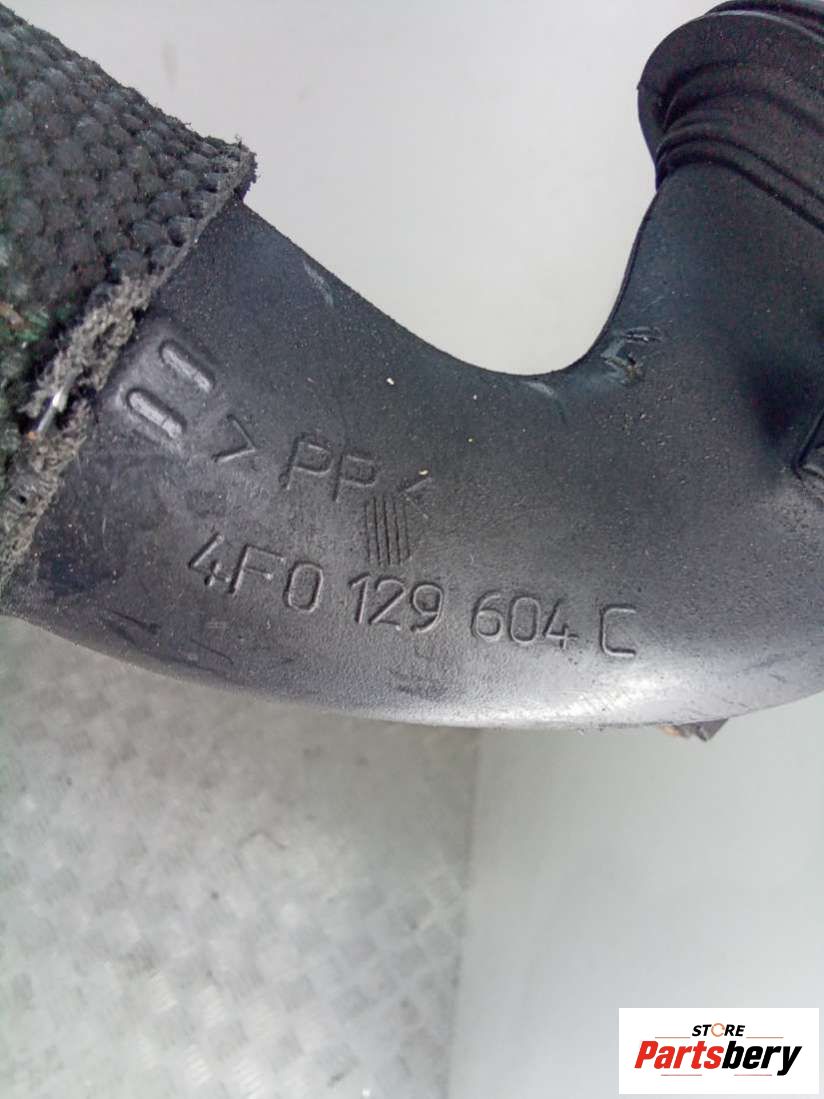 > PP <
4F0 129 604 C
STORE
Partsbery